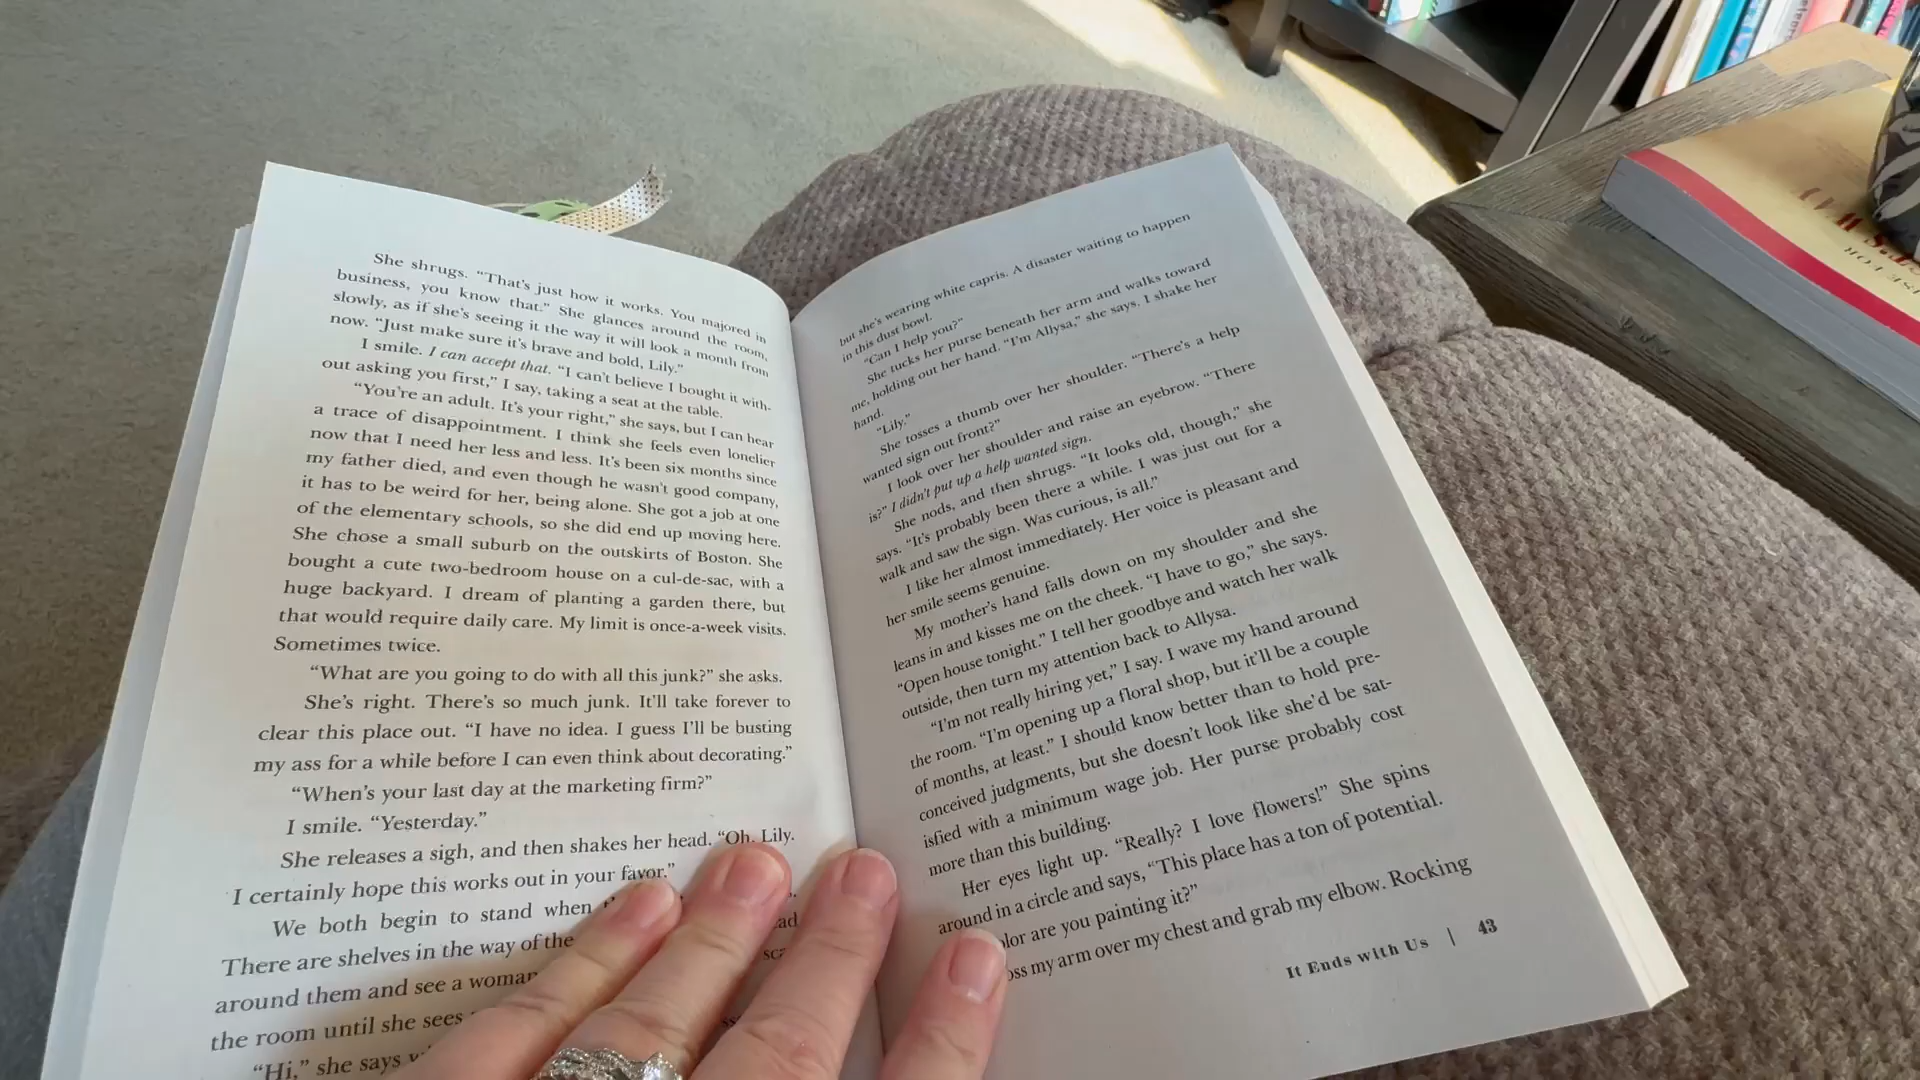 She shrugs. “That’s just how it works. You majored in
business, you know that.” She glances around the room,
slowly, as if she’s seeing it the way it will look a month from
now. “Just make sure it’s brave and bold, Lily.”
I smile. I can accept that. “I can’t believe I bought it with-
out asking you first,” I say, taking a seat at the table.
“You’re an adult. It’s your right,” she says, but I can hear
a trace of disappointment. I think she feels even lonelier
now that I need her less and less. It’s been six months since
my father died, and even though he wasn’t good company,
it has to be weird for her, being alone. She got a job at one
of the elementary schools, so she did end up moving here.
She chose a small suburb on the outskirts of Boston. She
bought a cute two-bedroom house on a cul-de-sac, with a
huge backyard. I dream of planting a garden there, but
that would require daily care. My limit is once-a-week visits.
Sometimes twice.
“What are you going to do with all this junk?” she asks.
She’s right. There’s so much junk. It’ll take forever to
clear this place out. “I have no idea. I guess I’ll be busting
my ass for a while before I can even think about decorating.”
“When’s your last day at the marketing firm?”
I smile. “Yesterday.”
She releases a sigh, and then shakes her head. “Oh, Lily.
I certainly hope this works out in your favor.”
We both begin to stand when
There are shelves in the way of the
around them and see a woman
the room until she sees
“Hi,” she says
but she’s wearing white capris. A disaster waiting to happen
in this dust bowl.
“Can I help you?”
She tucks her purse beneath her arm and walks toward
me, holding out her hand. “I’m Allysa,” she says. I shake her
hand.
“Lily.”
She tosses a thumb over her shoulder. “There’s a help
wanted sign out front?”
I look over her shoulder and raise an eyebrow. “There
is?” I didn’t put up a help wanted sign.
She nods, and then shrugs. “It looks old, though,” she
says. “It’s probably been there a while. I was just out for a
walk and saw the sign. Was curious, is all.”
I like her almost immediately. Her voice is pleasant and
her smile seems genuine.
My mother’s hand falls down on my shoulder and she
leans in and kisses me on the cheek. “I have to go,” she says.
“Open house tonight.” I tell her goodbye and watch her walk
outside, then turn my attention back to Allysa.
“I’m not really hiring yet,” I say. I wave my hand around
the room. “I’m opening up a floral shop, but it’ll be a couple
of months, at least.” I should know better than to hold pre-
conceived judgments, but she doesn’t look like she’d be sat-
isfied with a minimum wage job. Her purse probably cost
more than this building.
Her eyes light up. “Really? I love flowers!” She spins
around in a circle and says, “This place has a ton of potential.
lor are you painting it?”
oss my arm over my chest and grab my elbow. Rocking
It Ends with Us | 43